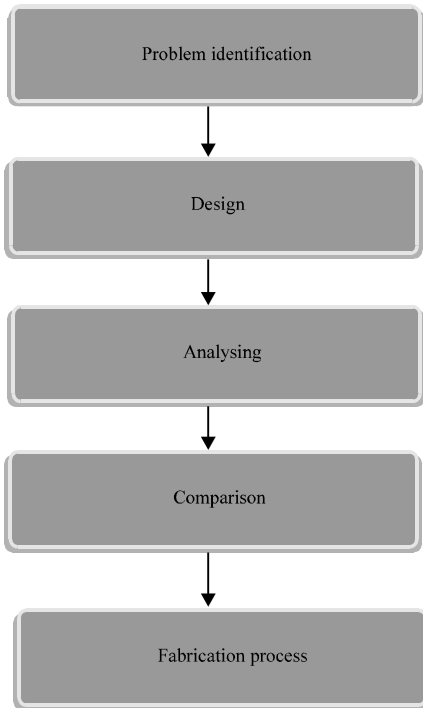 Problem identification
Design
Analysing
Comparison
Fabrication process